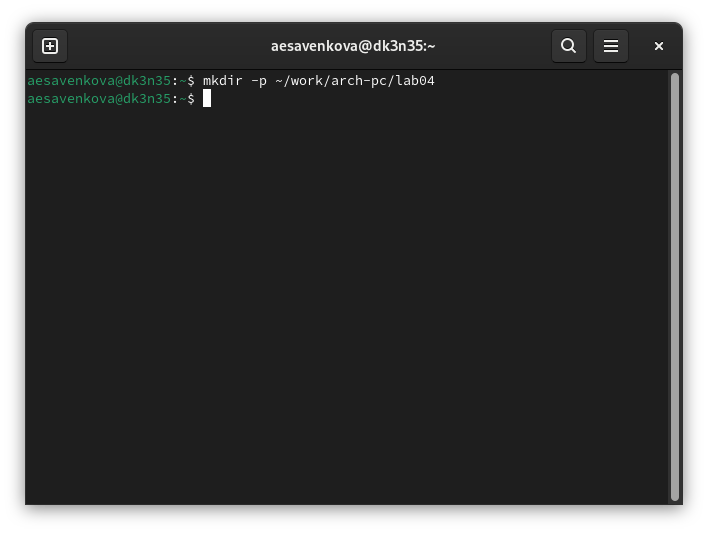 aesavenkova@dk3n35:~
aesavenkova@dk3n35:~$ mkdir -p ~/work/arch-pc/lab04
aesavenkova@dk3n35:~$